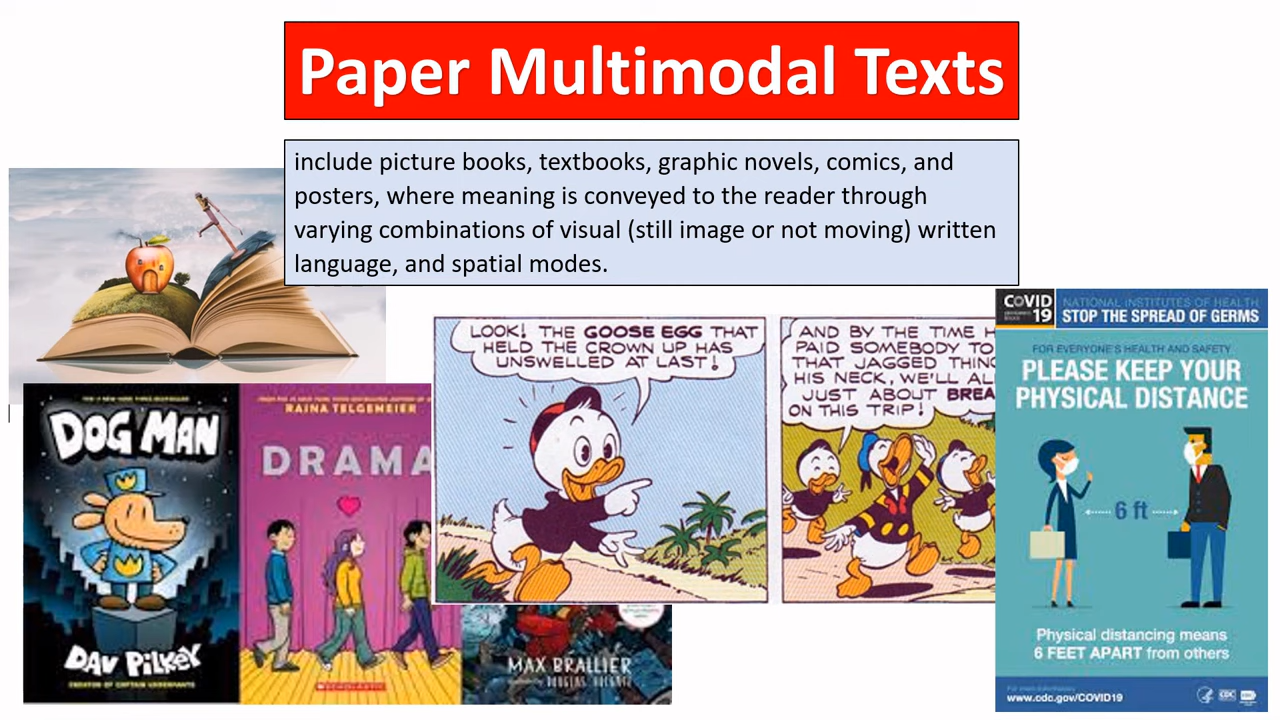 Paper Multimodal Texts
include picture books, textbooks, graphic novels, comics, and
posters, where meaning is conveyed to the reader through
varying combinations of visual (still image or not moving) written
language, and spatial modes.
DOG MAN
DAV PILKEY
CREATOR OF CAPTAIN UNDERPANTS
RAINA TELGEMEIER
DRAMA
SCHOLASTIC
MAX BRALLIER
LOOK! THE GOOSE EGG THAT
HELD THE CROWN UP HAS
UNSWELLED AT LAST!
AND BY THE TIME
PAID SOMEBODY TO
THAT JAGGED THING
HIS NECK, WE'LL
JUST ABOUT
ON THIS TRIP!
COVID
19
NATIONAL INSTITUTES OF HEALTH
STOP THE SPREAD OF GERMS
FOR EVERYONE'S HEALTH AND SAFETY
PLEASE KEEP YOUR
PHYSICAL DISTANCE
6 ft
Physical distancing means
6 FEET APART from others
www.cdc.gov/COVID19
CDC